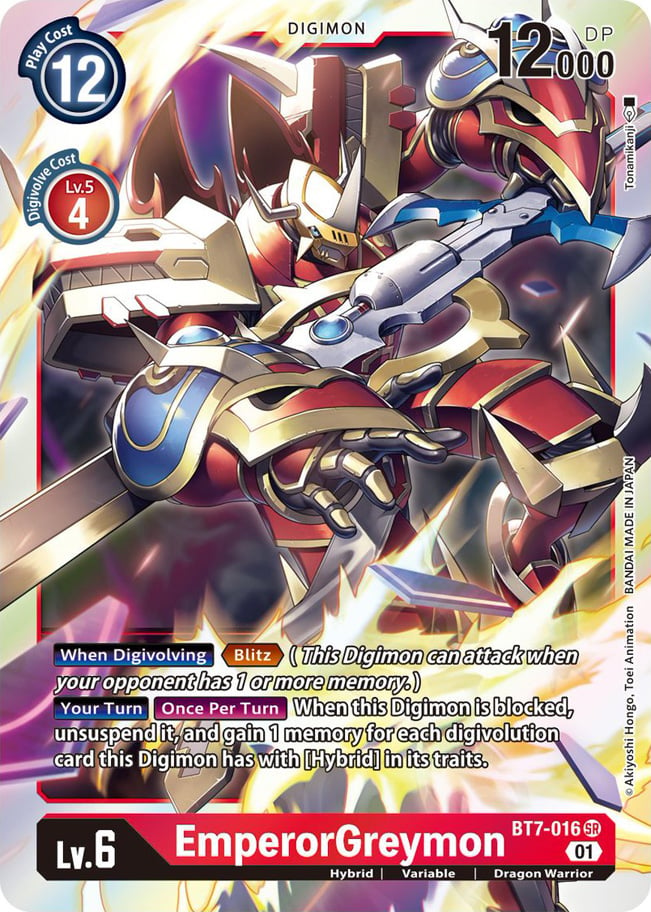 DIGIMON
Play Cost
12
DP
12000
Digivolve Cost
Lv.5
4
Tonamikanji
When Digivolving Blitz (This Digimon can attack when
your opponent has 1 or more memory.)
Your Turn Once Per Turn When this Digimon is blocked,
unsuspend it, and gain 1 memory for each digivolution
card this Digimon has with [Hybrid] in its traits.
©Akiyoshi Hongo, Toei Animation BANDAI MADE IN JAPAN
Lv.6
EmperorGreymon
BT7-016 SR
01
Hybrid | Variable | Dragon Warrior